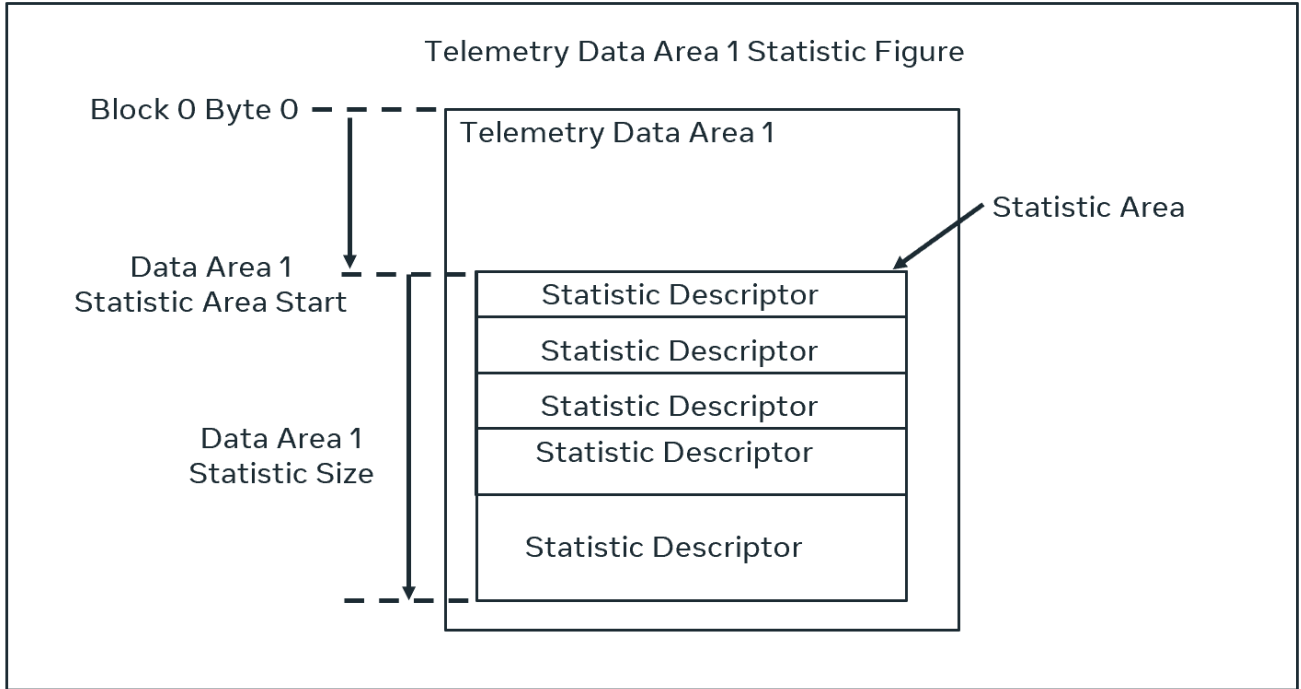 Telemetry Data Area 1 Statistic Figure
Block 0 Byte 0
Telemetry Data Area 1
Statistic Area
Data Area 1
Statistic Area Start
Statistic Descriptor
Statistic Descriptor
Statistic Descriptor
Data Area 1
Statistic Size
Statistic Descriptor
Statistic Descriptor